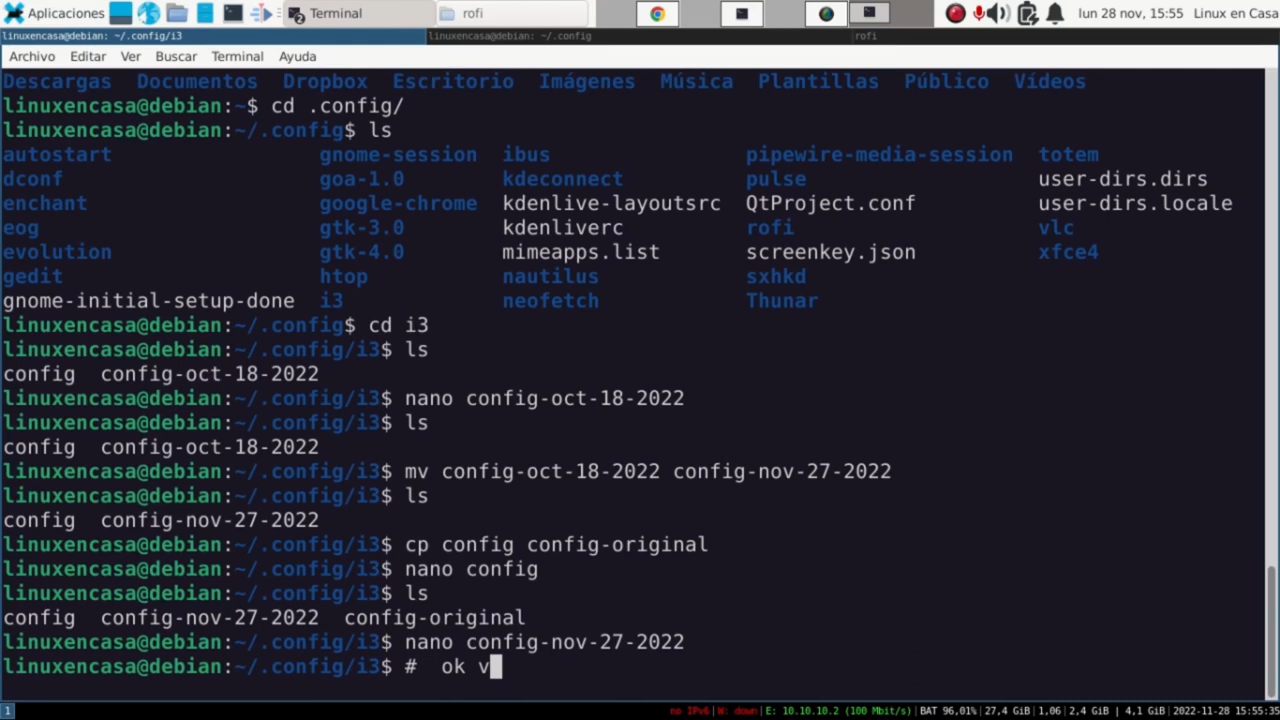 Aplicaciones Terminal rofi lun 28 nov, 15:55 Linux en Casa
linuxencasa@debian: ~/.config/i3 linuxencasa@debian: ~/.config rofi
Archivo Editar Ver Buscar Terminal Ayuda
Descargas Documentos Dropbox Escritorio Imágenes Música Plantillas Público Vídeos
linuxencasa@debian:~$ cd .config/
linuxencasa@debian:~/.config$ ls
autostart gnome-session ibus pipewire-media-session totem
dconf goa-1.0 kdeconnect pulse user-dirs.dirs
enchant google-chrome kdenlive-layoutsrc QtProject.conf user-dirs.locale
eog gtk-3.0 kdenliverc rofi vlc
evolution gtk-4.0 mimeapps.list screenkey.json xfce4
gedit htop nautilus sxhkd
gnome-initial-setup-done i3 neofetch Thunar
linuxencasa@debian:~/.config$ cd i3
linuxencasa@debian:~/.config/i3$ ls
config config-oct-18-2022
linuxencasa@debian:~/.config/i3$ nano config-oct-18-2022
linuxencasa@debian:~/.config/i3$ ls
config config-oct-18-2022
linuxencasa@debian:~/.config/i3$ mv config-oct-18-2022 config-nov-27-2022
linuxencasa@debian:~/.config/i3$ ls
config config-nov-27-2022
linuxencasa@debian:~/.config/i3$ cp config config-original
linuxencasa@debian:~/.config/i3$ nano config
linuxencasa@debian:~/.config/i3$ ls
config config-nov-27-2022 config-original
linuxencasa@debian:~/.config/i3$ nano config-nov-27-2022
linuxencasa@debian:~/.config/i3$ # ok v
1 no IPv6|W: down|E: 10.10.10.2 (100 Mbit/s)|BAT 96,01%|27,4 GiB|1,06|2,4 GiB | 4,1 GiB|2022-11-28 15:55:35